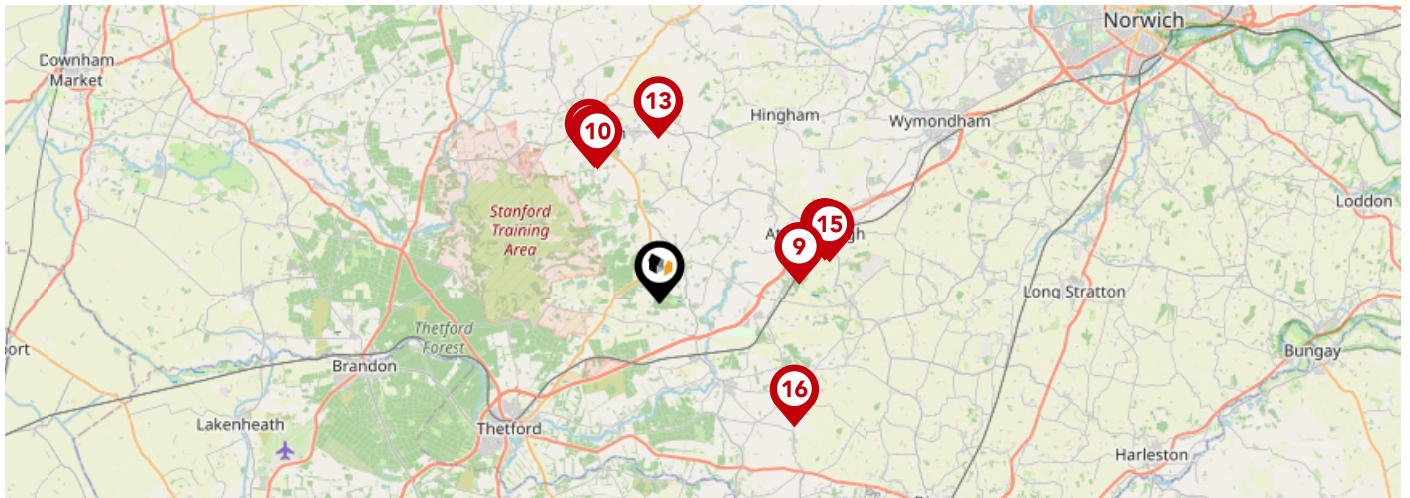 Norwich
Downham
Market
13
Hingham
10
Wymondham
Stanford
Training
Area
Loddon
15
9
Long Stratton
Thetford
Forest
Bungay
Brandon
16
Lakenheath
Thetford
Harleston